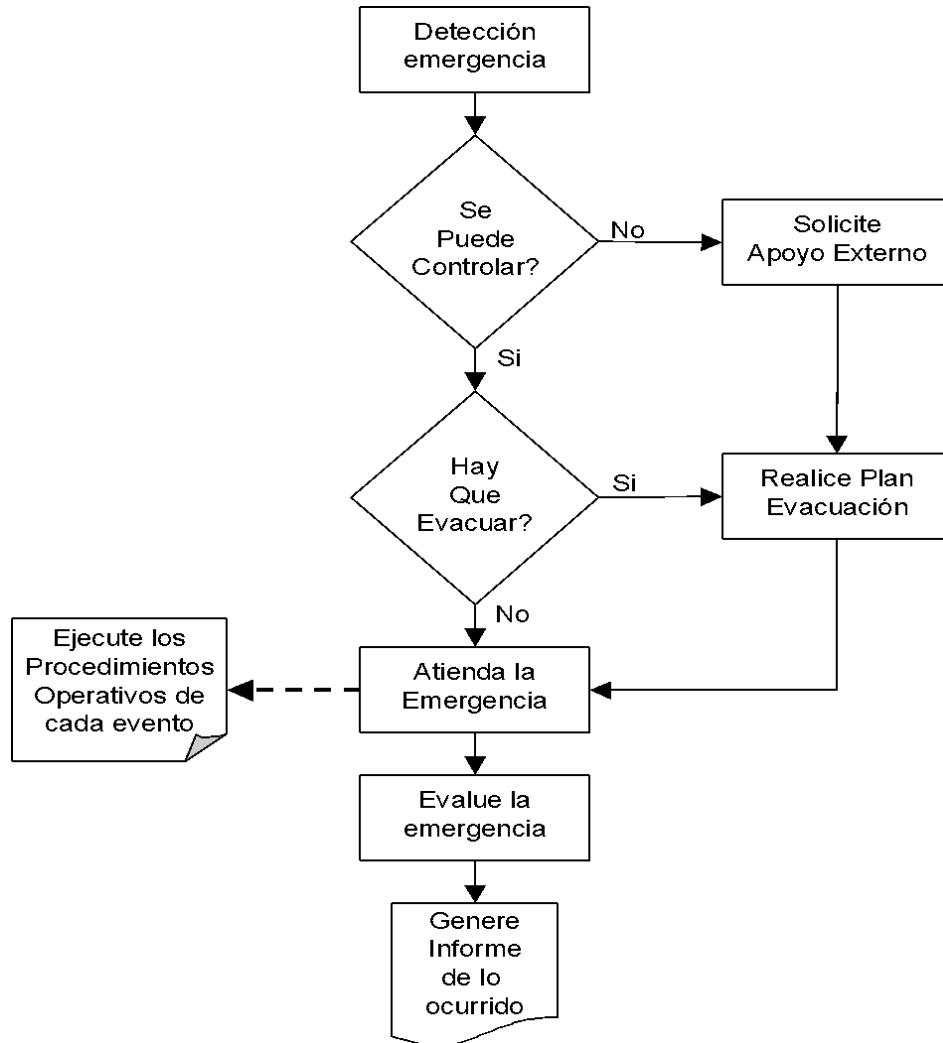 Detección
emergencia
Se
Puede
Controlar?
No
Solicite
Apoyo Externo
Si
Hay
Que
Evacuar?
Si
Realice Plan
Evacuación
No
Ejecute los
Procedimientos
Operativos de
cada evento
Atienda la
Emergencia
Evalue la
emergencia
Genere
Informe
de lo
ocurrido